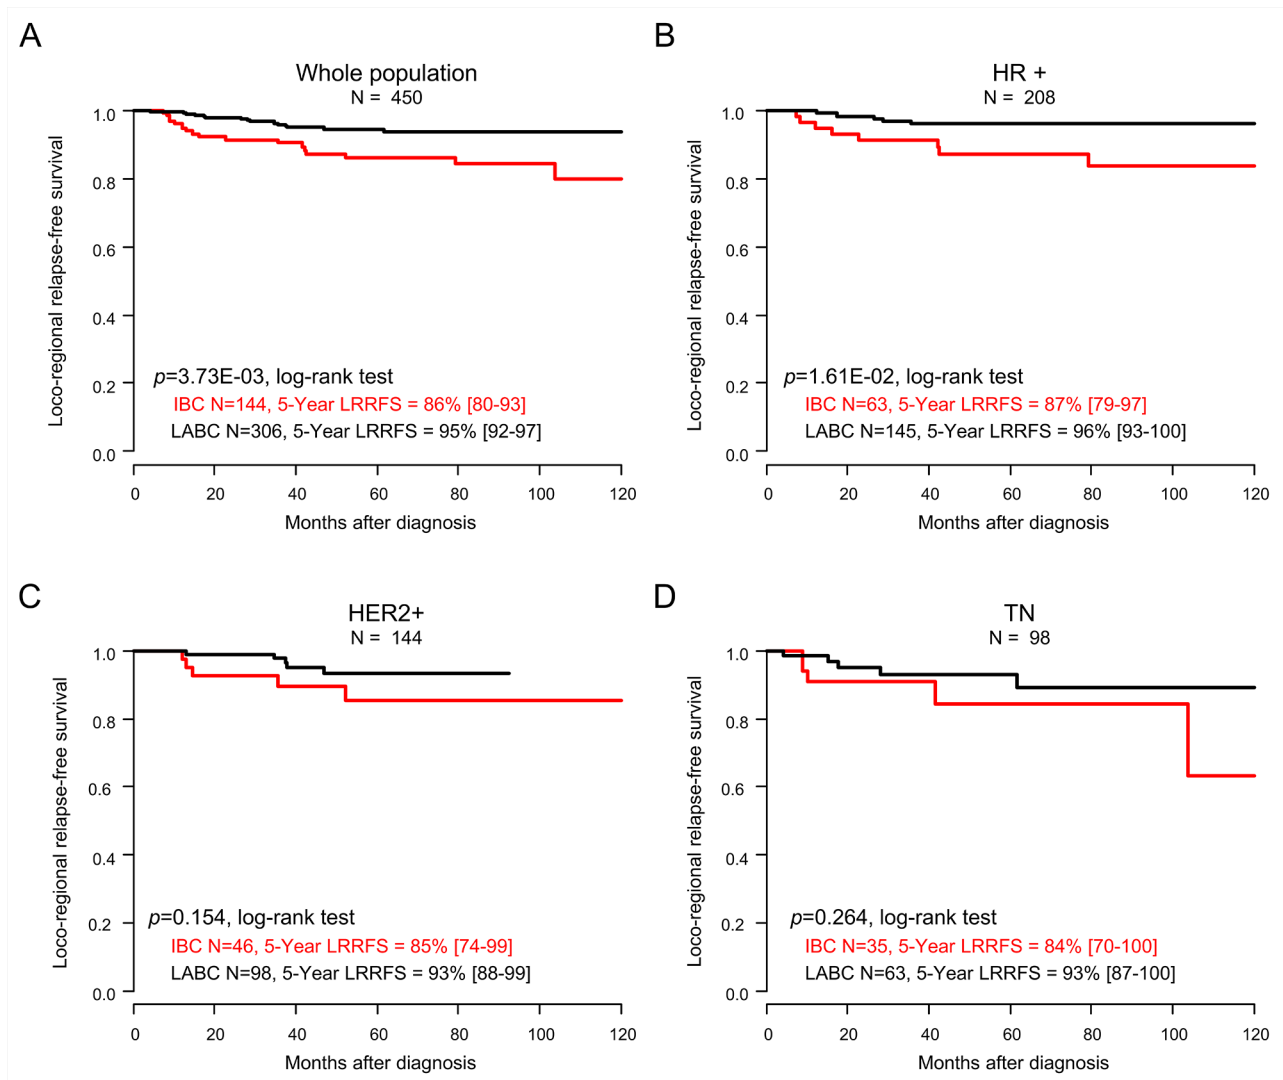 A
Whole population
N = 450
Loco-regional relapse-free survival
1.0
0.8
0.6
0.4
0.2
0.0
p=3.73E-03, log-rank test
IBC N=144, 5-Year LRRFS = 86% [80-93]
LABC N=306, 5-Year LRRFS = 95% [92-97]
0 20 40 60 80 100 120
Months after diagnosis
B
HR +
N = 208
Loco-regional relapse-free survival
1.0
0.8
0.6
0.4
0.2
0.0
p=1.61E-02, log-rank test
IBC N=63, 5-Year LRRFS = 87% [79-97]
LABC N=145, 5-Year LRRFS = 96% [93-100]
0 20 40 60 80 100 120
Months after diagnosis
C
HER2+
N = 144
Loco-regional relapse-free survival
1.0
0.8
0.6
0.4
0.2
0.0
p=0.154, log-rank test
IBC N=46, 5-Year LRRFS = 85% [74-99]
LABC N=98, 5-Year LRRFS = 93% [88-99]
0 20 40 60 80 100 120
Months after diagnosis
D
TN
N = 98
Loco-regional relapse-free survival
1.0
0.8
0.6
0.4
0.2
0.0
p=0.264, log-rank test
IBC N=35, 5-Year LRRFS = 84% [70-100]
LABC N=63, 5-Year LRRFS = 93% [87-100]
0 20 40 60 80 100 120
Months after diagnosis